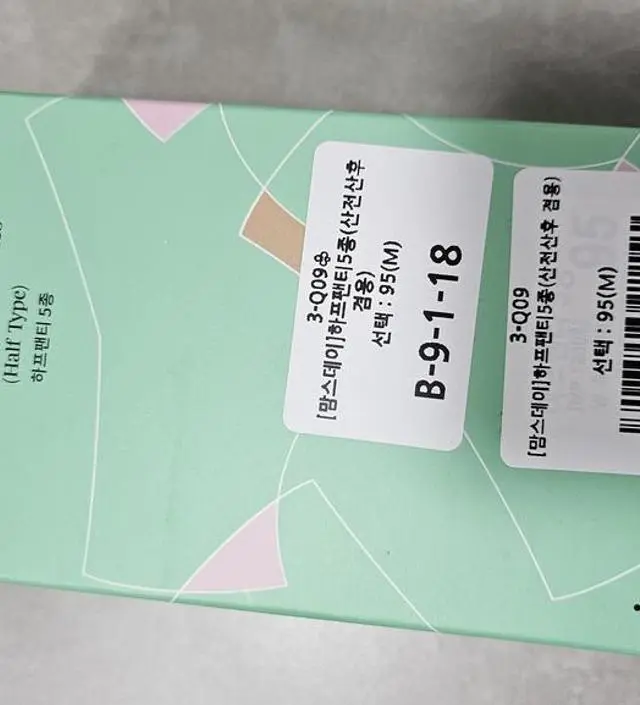 (Half Type)
하프팬티 5종
3-Q09
[맘스데이]하프팬티5종(산전산후
겸용)
선택 : 95(M)
B-9-1-18
3-Q09
[맘스데이]하프팬티5종(산전산후 겸용)
선택 : 95(M)